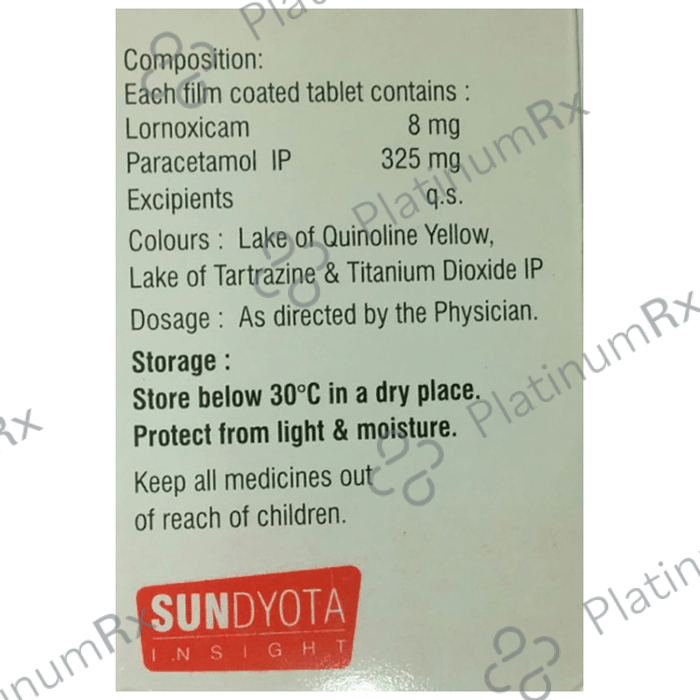 Composition:
Each film coated tablet contains :
Lornoxicam 8 mg
Paracetamol IP 325 mg
Excipients q.s.
Colours : Lake of Quinoline Yellow,
Lake of Tartrazine & Titanium Dioxide IP
Dosage : As directed by the Physician.
Storage :
Store below 30°C in a dry place.
Protect from light & moisture.
Keep all medicines out
of reach of children.
SUNDYOTA
INSIGHT
PlatinumRx
PlatinumRx